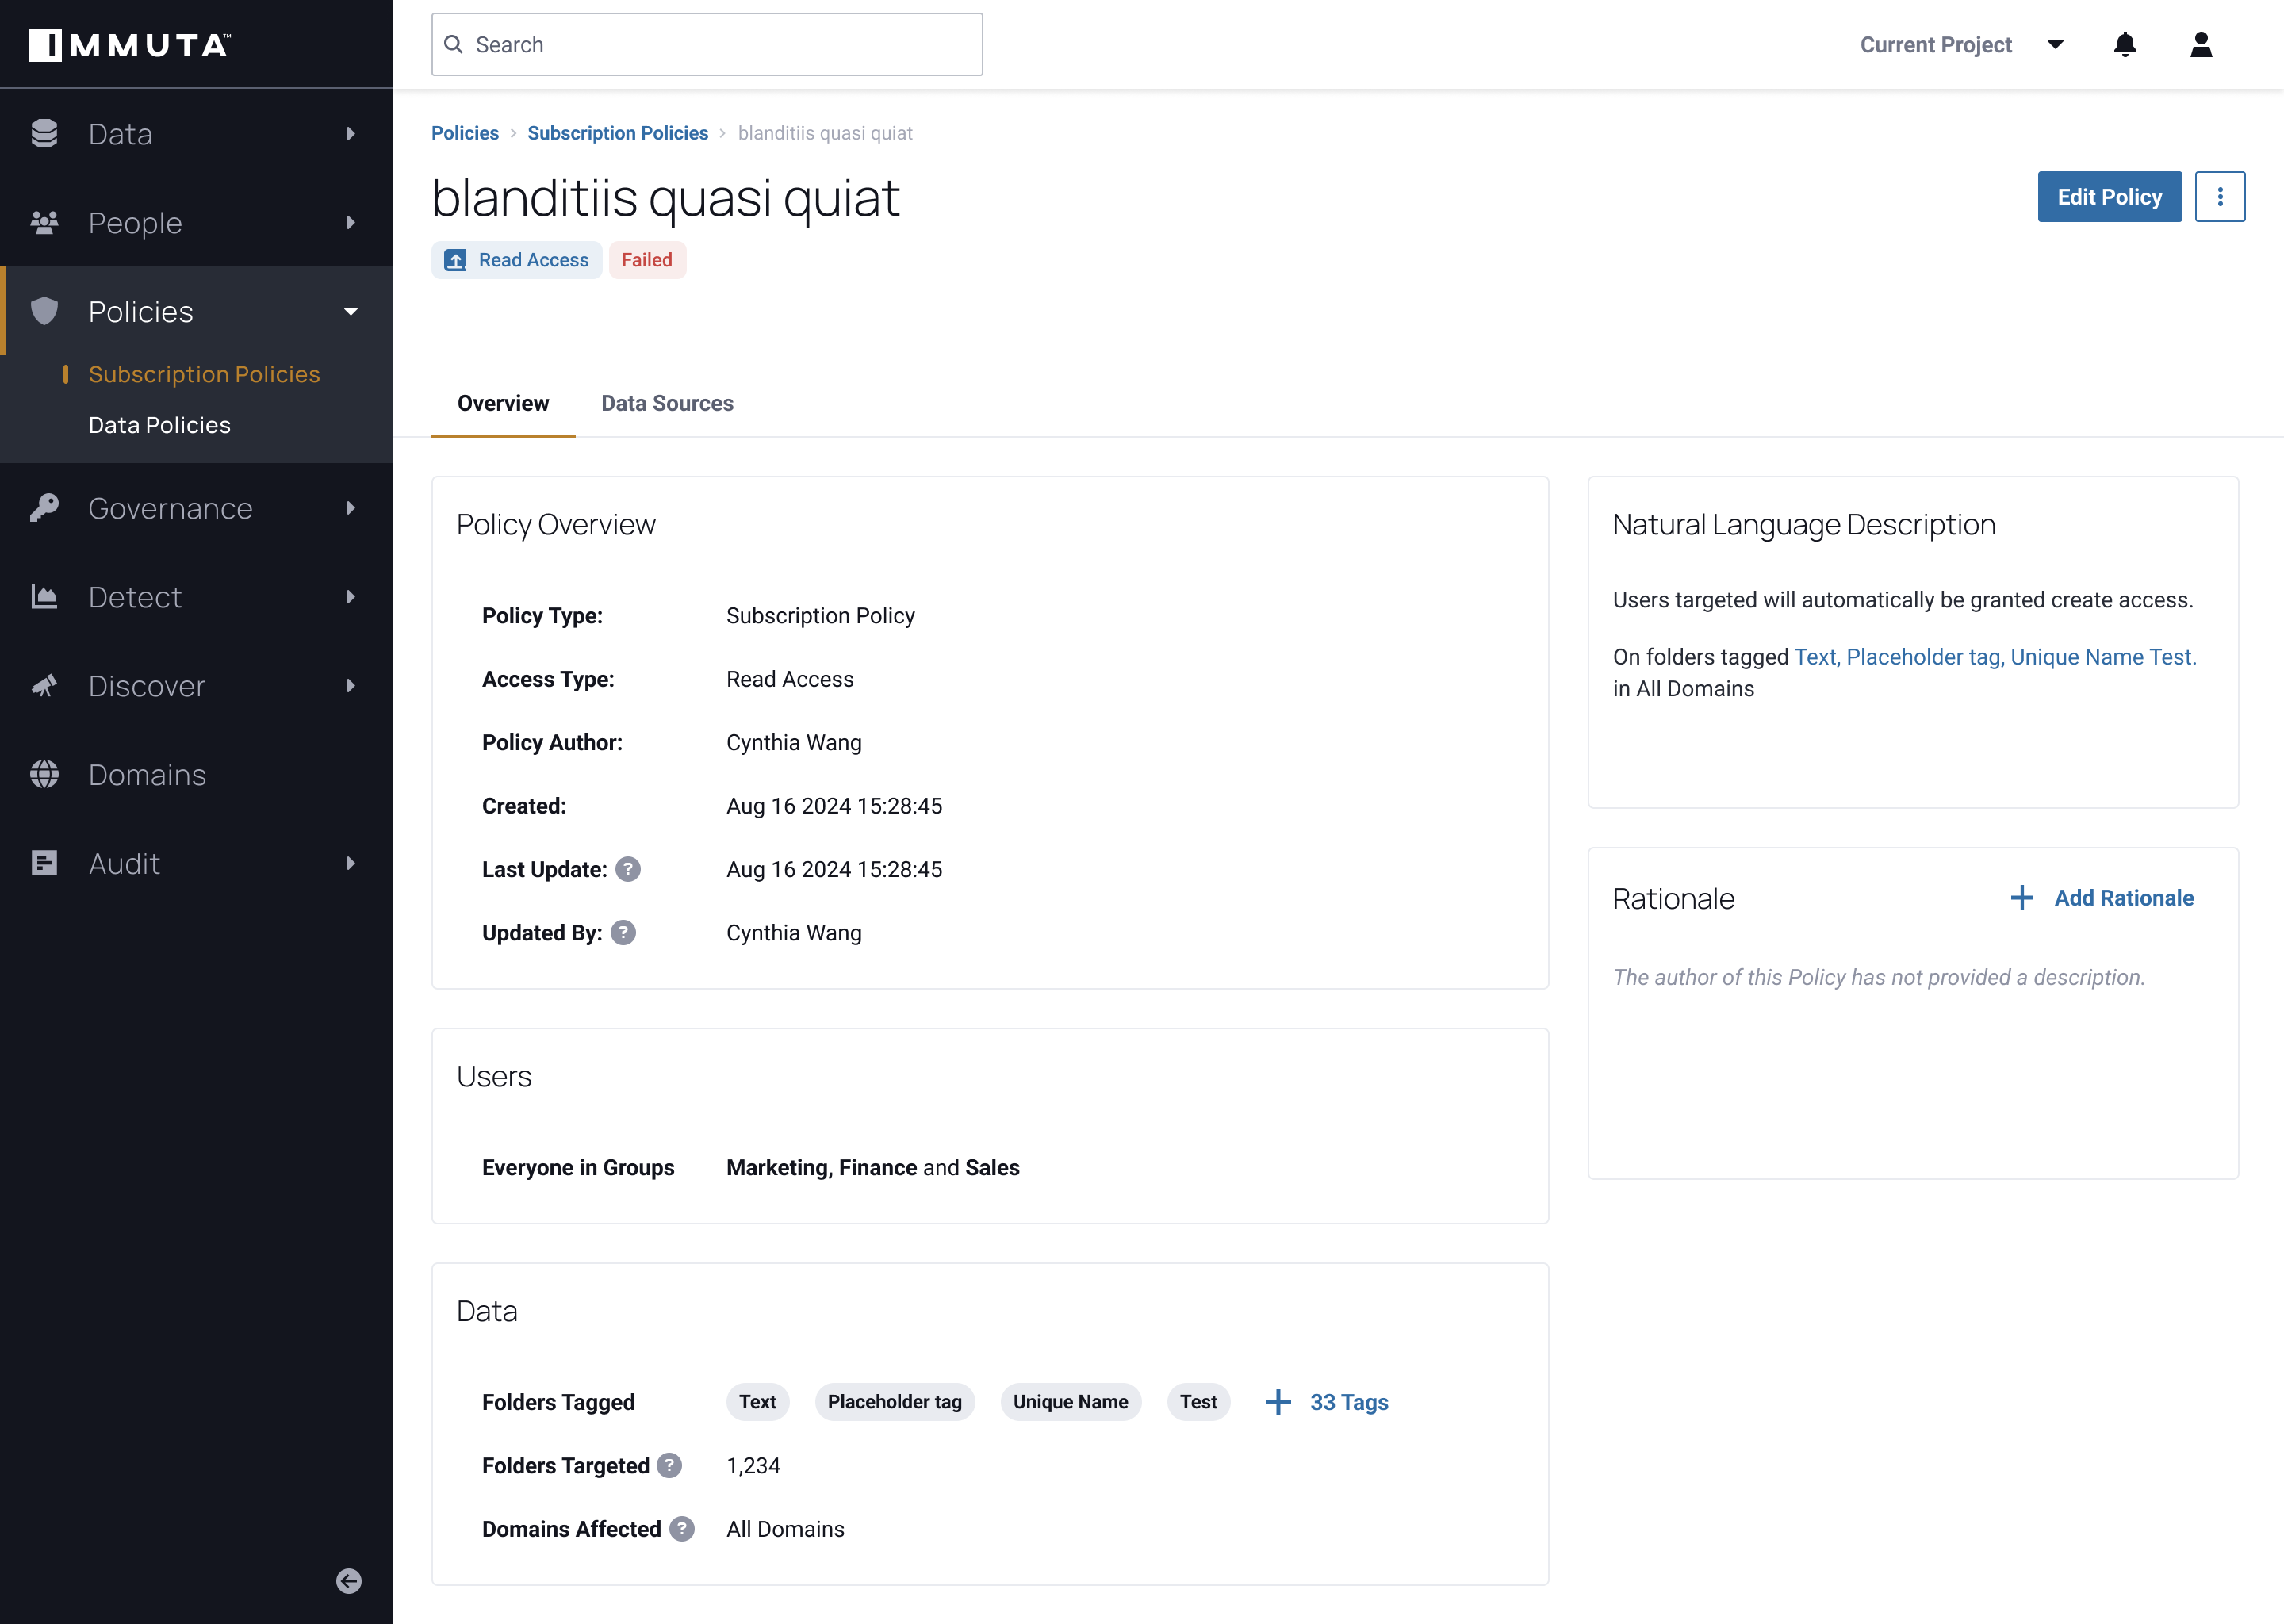 IMMUTA™
Search
Current Project
Data
People
Policies
Subscription Policies
Data Policies
Governance
Detect
Discover
Domains
Audit
Policies > Subscription Policies > blanditiis quasi quiat
blanditiis quasi quiat
Edit Policy
Read Access
Failed
Overview
Data Sources
Policy Overview
Policy Type: Subscription Policy
Access Type: Read Access
Policy Author: Cynthia Wang
Created: Aug 16 2024 15:28:45
Last Update: ? Aug 16 2024 15:28:45
Updated By: ? Cynthia Wang
Users
Everyone in Groups Marketing, Finance and Sales
Data
Folders Tagged Text Placeholder tag Unique Name Test + 33 Tags
Folders Targeted ? 1,234
Domains Affected ? All Domains
Natural Language Description
Users targeted will automatically be granted create access.
On folders tagged Text, Placeholder tag, Unique Name Test.
in All Domains
Rationale
+ Add Rationale
The author of this Policy has not provided a description.